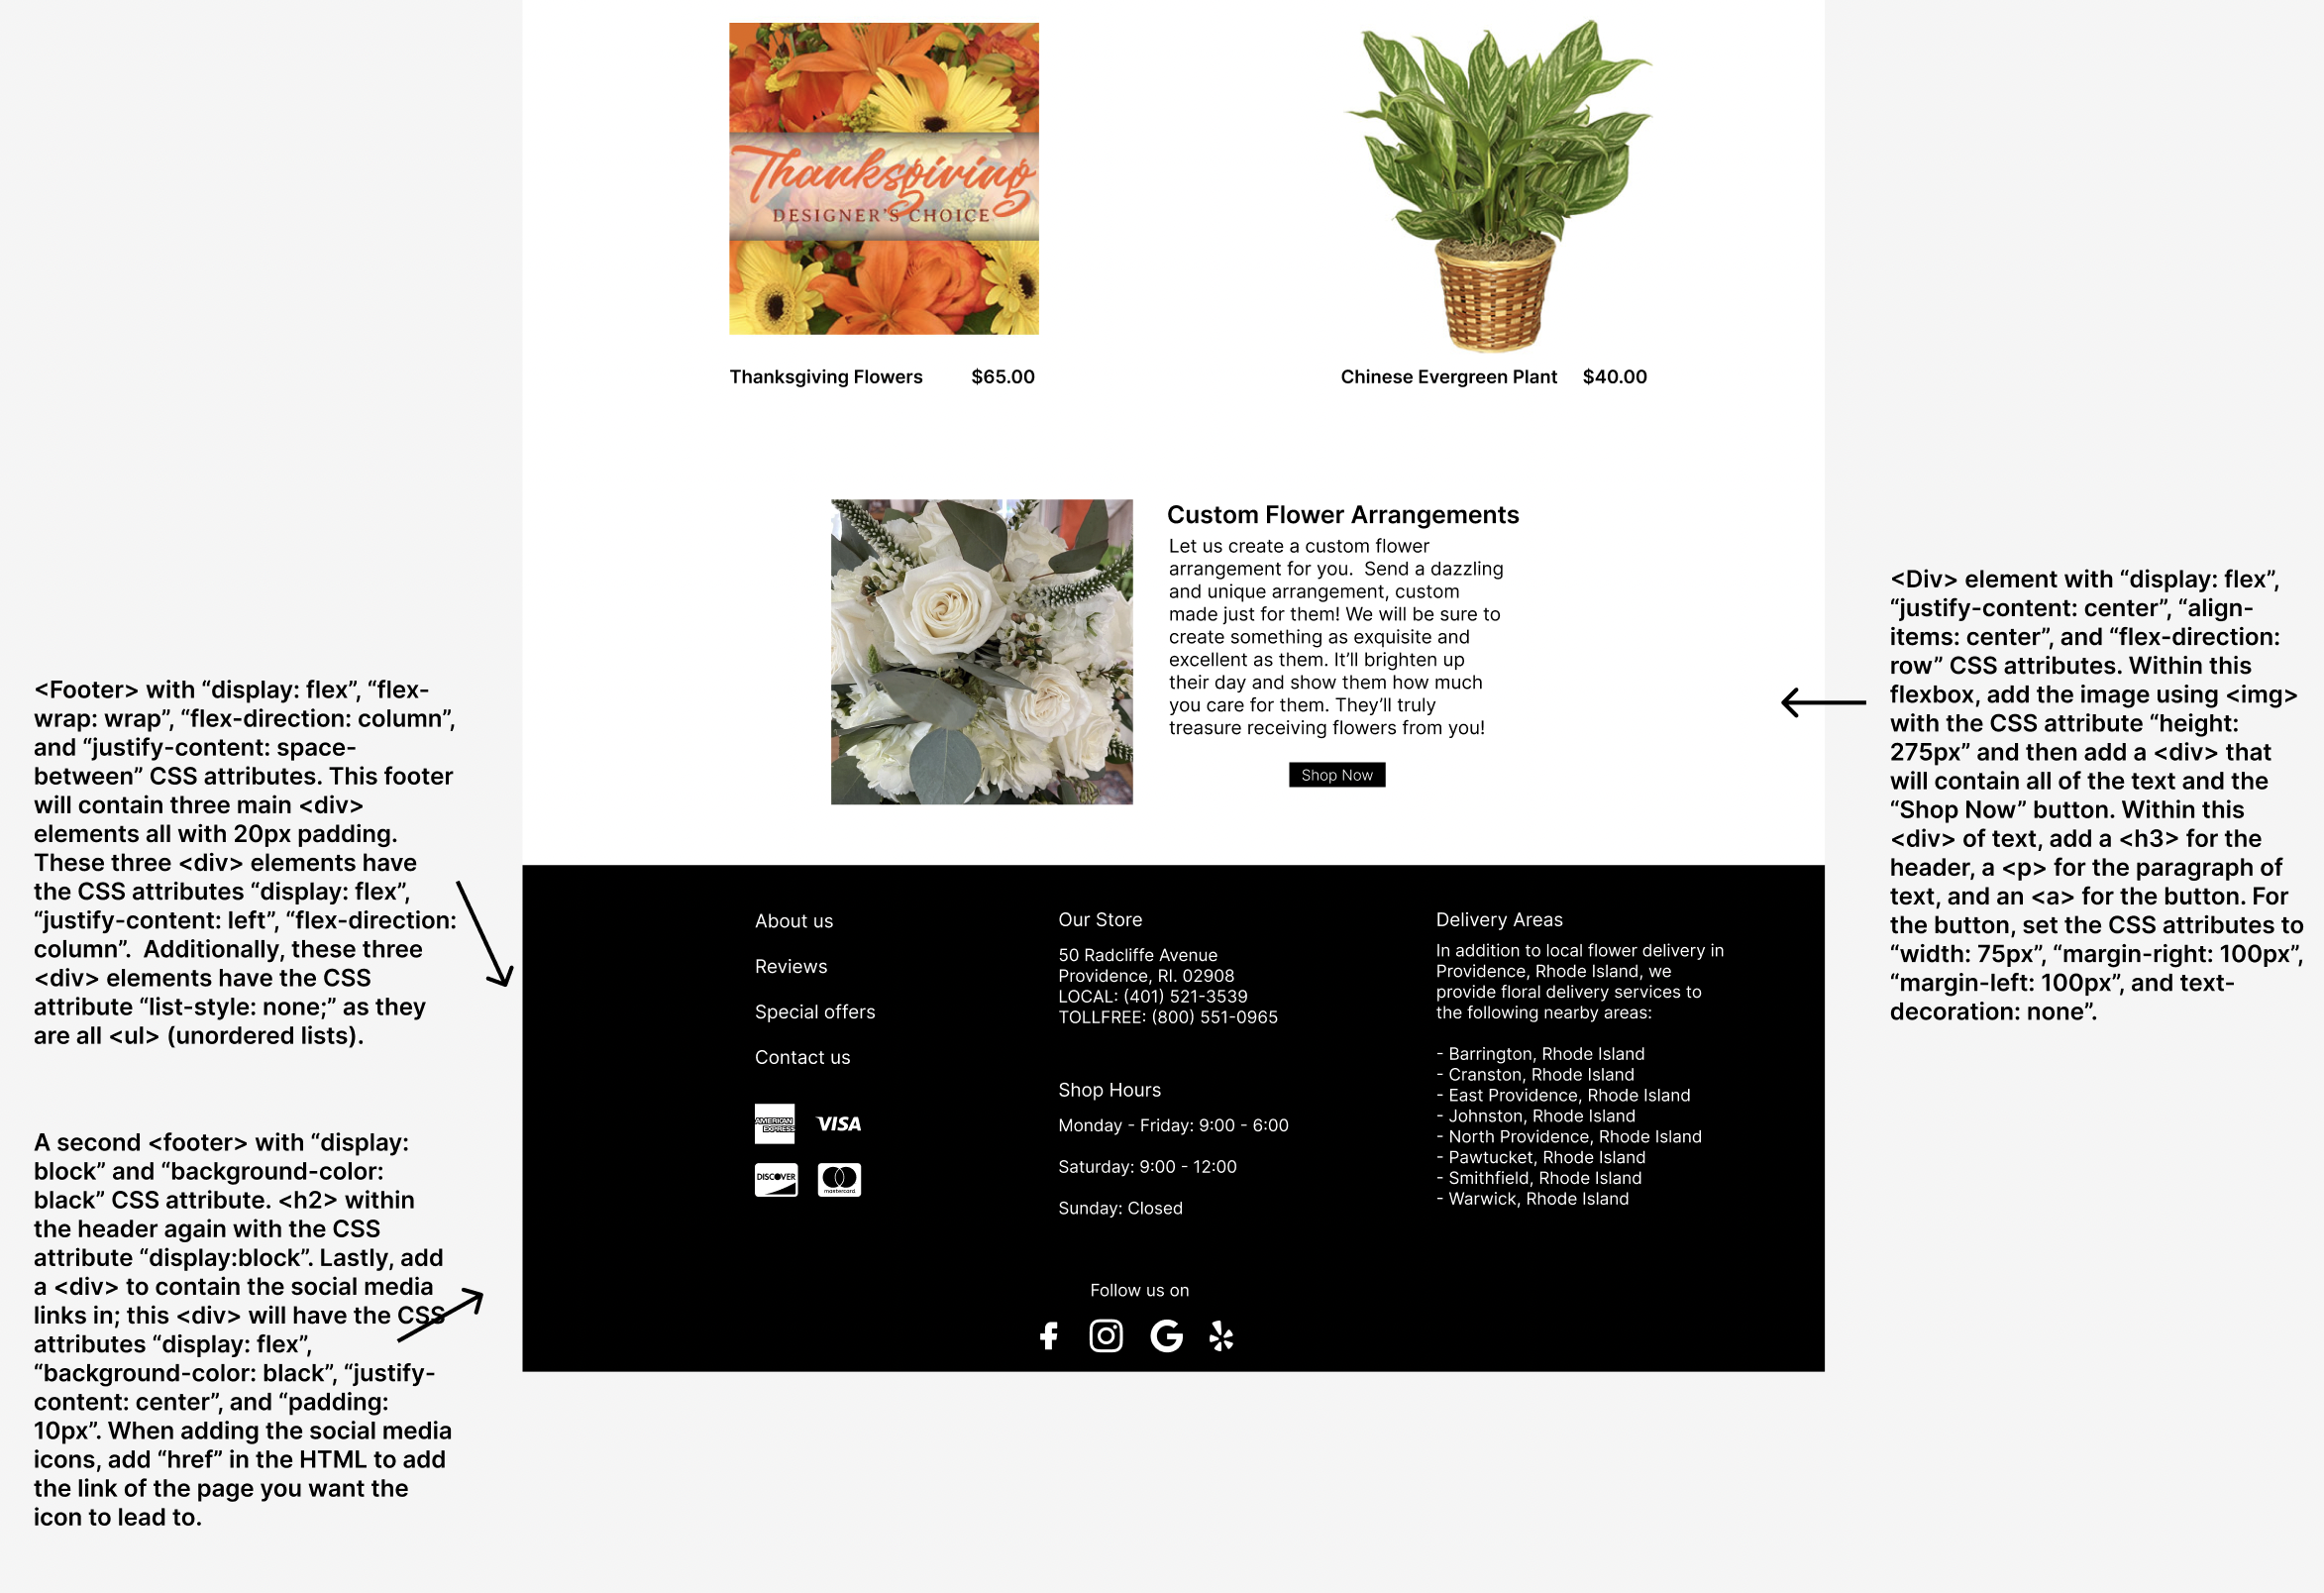 Thanksgiving
DESIGNER'S CHOICE
Thanksgiving Flowers $65.00
Chinese Evergreen Plant $40.00
Custom Flower Arrangements
Let us create a custom flower
arrangement for you.  Send a dazzling
and unique arrangement, custom
made just for them! We will be sure to
create something as exquisite and
excellent as them. It’ll brighten up
their day and show them how much
you care for them. They’ll truly
treasure receiving flowers from you!
Shop Now
<Div> element with “display: flex”,
“justify-content: center”, “align-
items: center”, and “flex-direction:
row” CSS attributes. Within this
flexbox, add the image using <img>
with the CSS attribute “height:
275px” and then add a <div> that
will contain all of the text and the
“Shop Now” button. Within this
<div> of text, add a <h3> for the
header, a <p> for the paragraph of
text, and an <a> for the button. For
the button, set the CSS attributes to
“width: 75px”, “margin-right: 100px”,
“margin-left: 100px”, and text-
decoration: none”.
<Footer> with “display: flex”, “flex-
wrap: wrap”, “flex-direction: column”,
and “justify-content: space-
between” CSS attributes. This footer
will contain three main <div>
elements all with 20px padding.
These three <div> elements have
the CSS attributes “display: flex”,
“justify-content: left”, “flex-direction:
column”.  Additionally, these three
<div> elements have the CSS
attribute “list-style: none;” as they
are all <ul> (unordered lists).
A second <footer> with “display:
block” and “background-color:
black” CSS attribute. <h2> within
the header again with the CSS
attribute “display:block”. Lastly, add
a <div> to contain the social media
links in; this <div> will have the CSS
attributes “display: flex”,
“background-color: black”, “justify-
content: center”, and “padding:
10px”. When adding the social media
icons, add “href” in the HTML to add
the link of the page you want the
icon to lead to.
About us
Reviews
Special offers
Contact us
AMERICAN
EXPRESS
VISA
DISCOVER
mastercard
Our Store
50 Radcliffe Avenue
Providence, RI. 02908
LOCAL: (401) 521-3539
TOLLFREE: (800) 551-0965
Shop Hours
Monday - Friday: 9:00 - 6:00
Saturday: 9:00 - 12:00
Sunday: Closed
Delivery Areas
In addition to local flower delivery in
Providence, Rhode Island, we
provide floral delivery services to
the following nearby areas:
- Barrington, Rhode Island
- Cranston, Rhode Island
- East Providence, Rhode Island
- Johnston, Rhode Island
- North Providence, Rhode Island
- Pawtucket, Rhode Island
- Smithfield, Rhode Island
- Warwick, Rhode Island
Follow us on